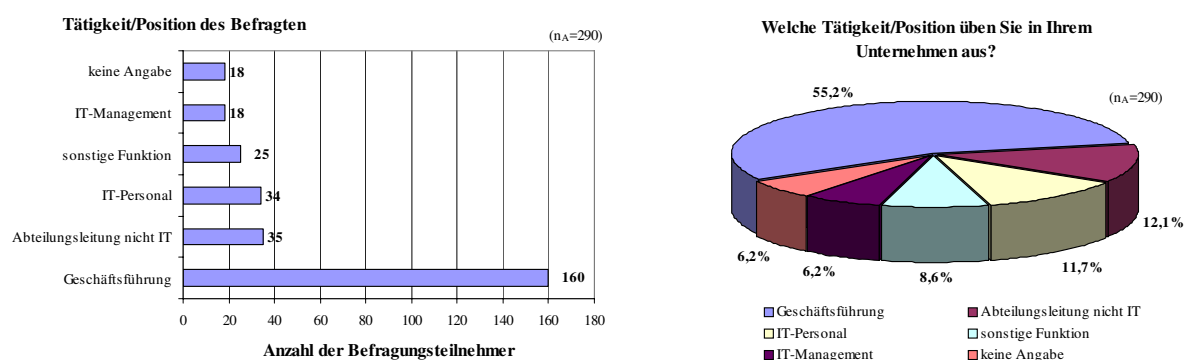 Tätigkeit/Position des Befragten
(nA=290)
keine Angabe 18
IT-Management 18
sonstige Funktion 25
IT-Personal 34
Abteilungsleitung nicht IT 35
Geschäftsführung 160
0 20 40 60 80 100 120 140 160 180
Anzahl der Befragungsteilnehmer
Welche Tätigkeit/Position üben Sie in Ihrem
Unternehmen aus?
(nA=290)
55,2%
12,1%
11,7%
8,6%
6,2%
6,2%
Geschäftsführung Abteilungsleitung nicht IT
IT-Personal sonstige Funktion
IT-Management keine Angabe